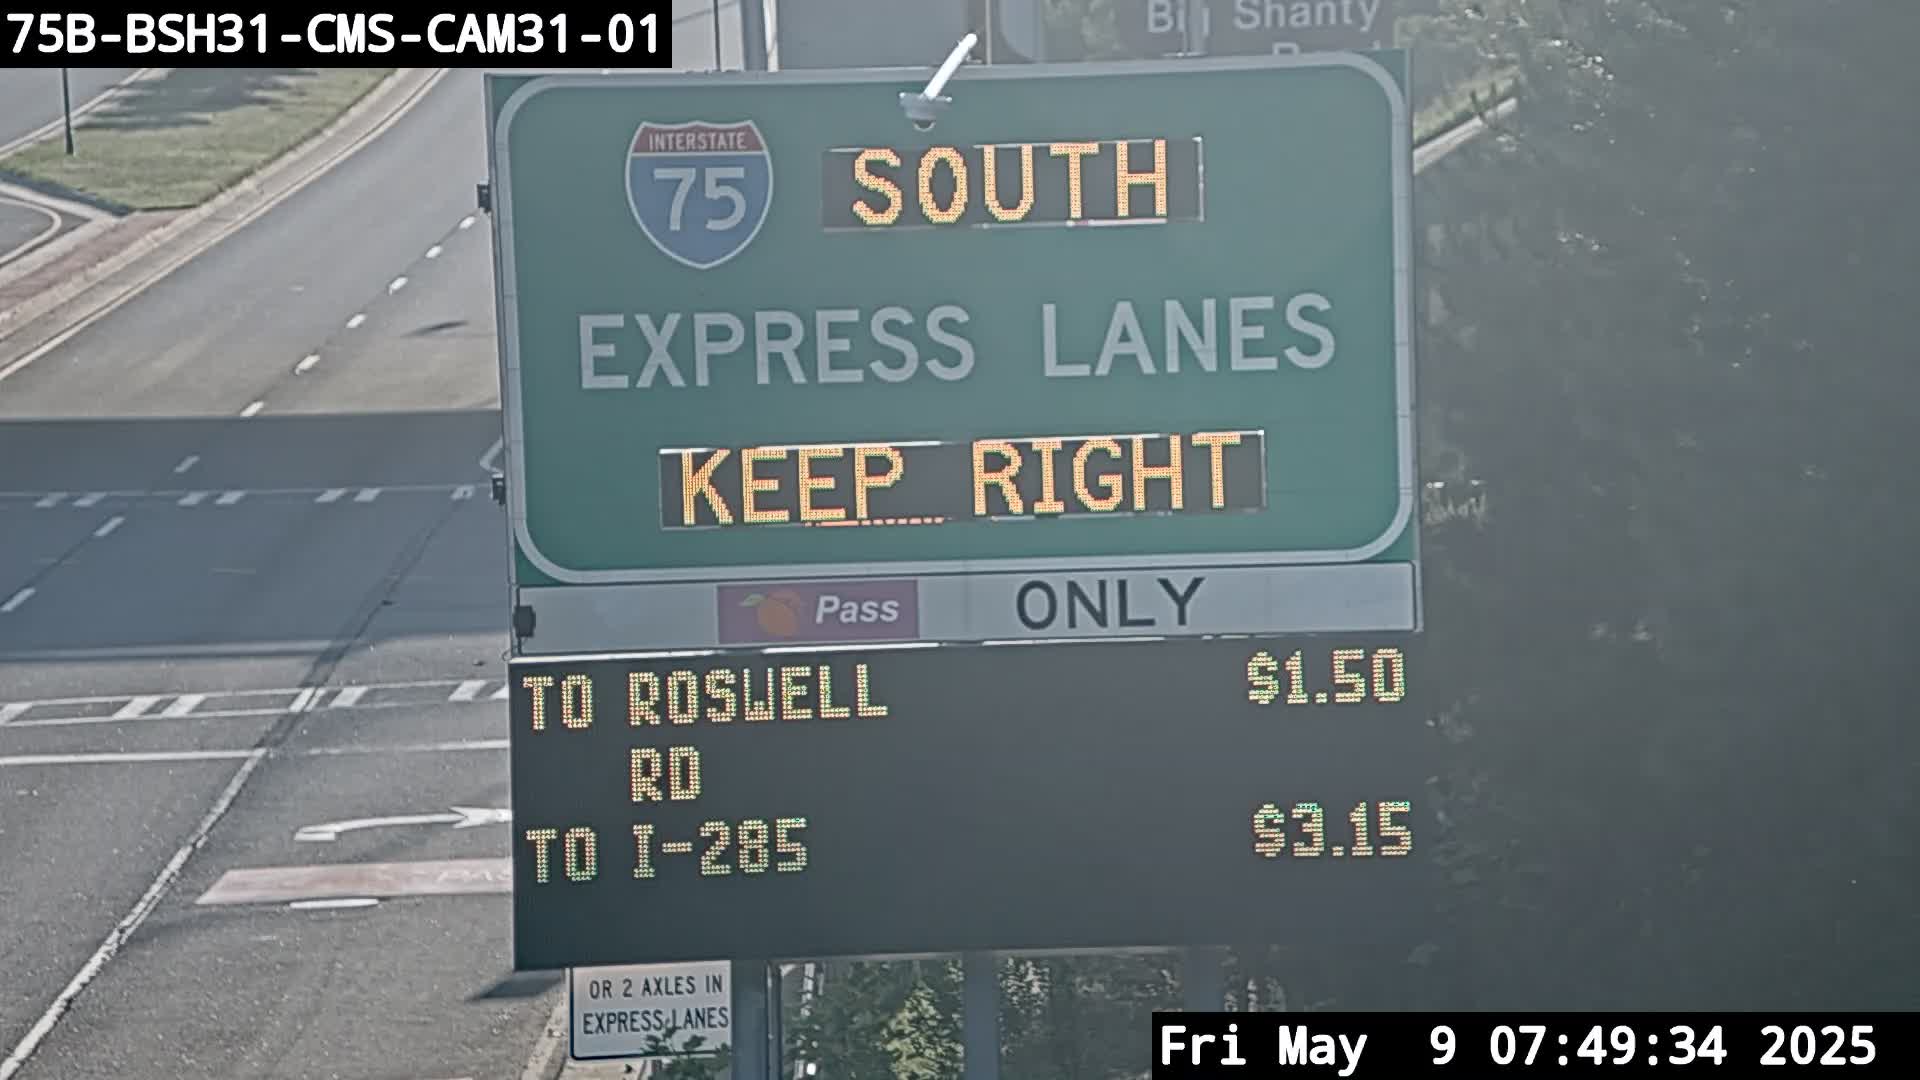 75B-BSH31-CMS-CAM31-01
Big Shanty
INTERSTATE
75
SOUTH
EXPRESS LANES
KEEP RIGHT
Pass ONLY
TO ROSWELL $1.50
RD
TO I-285 $3.15
OR 2 AXLES IN
EXPRESS LANES
Fri May 9 07:49:34 2025